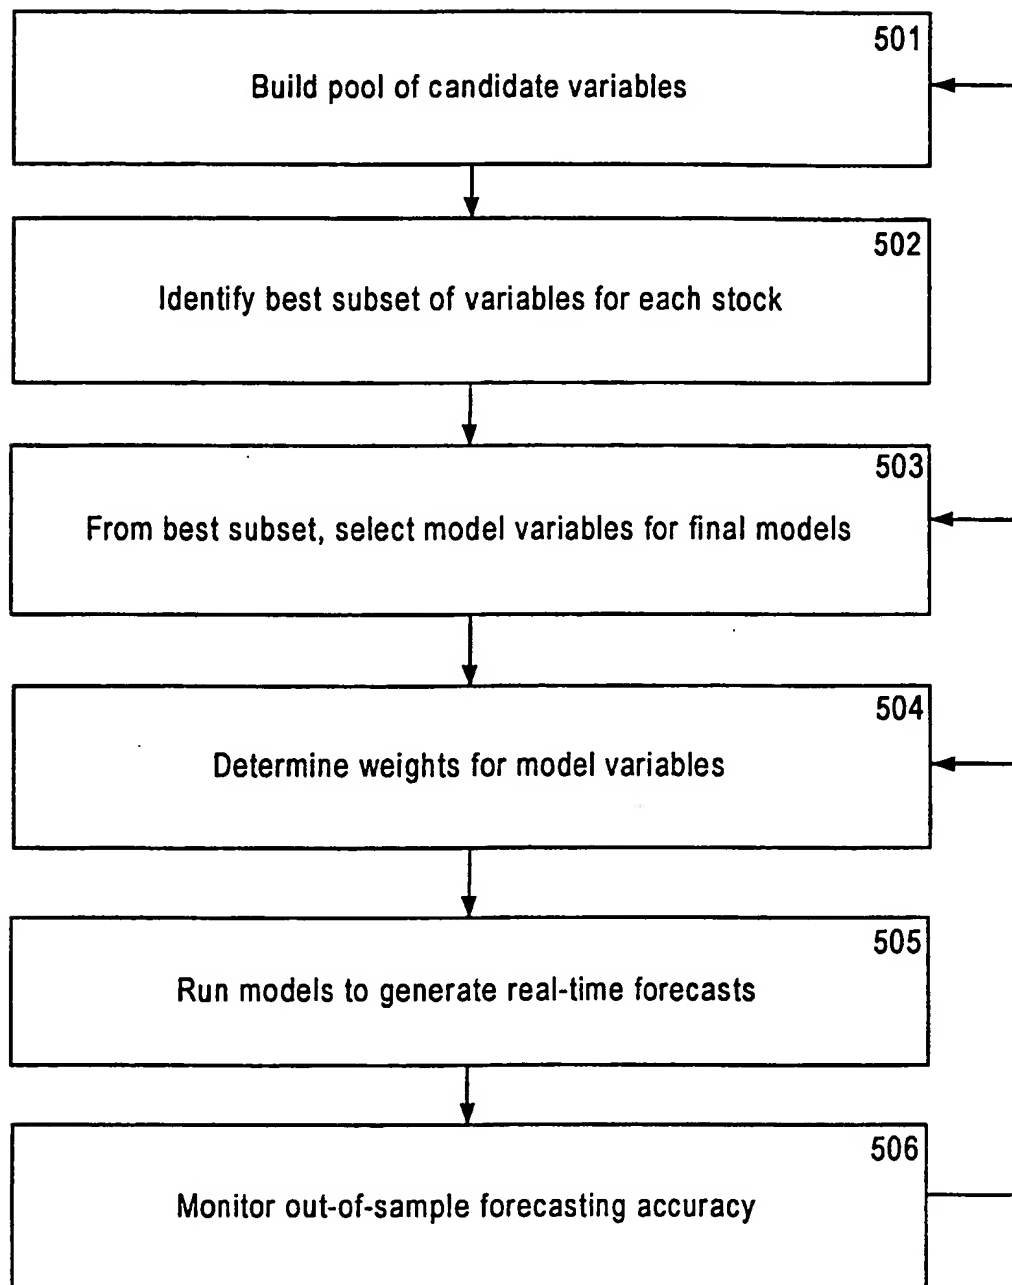 501
Build pool of candidate variables
502
Identify best subset of variables for each stock
503
From best subset, select model variables for final models
504
Determine weights for model variables
505
Run models to generate real-time forecasts
506
Monitor out-of-sample forecasting accuracy